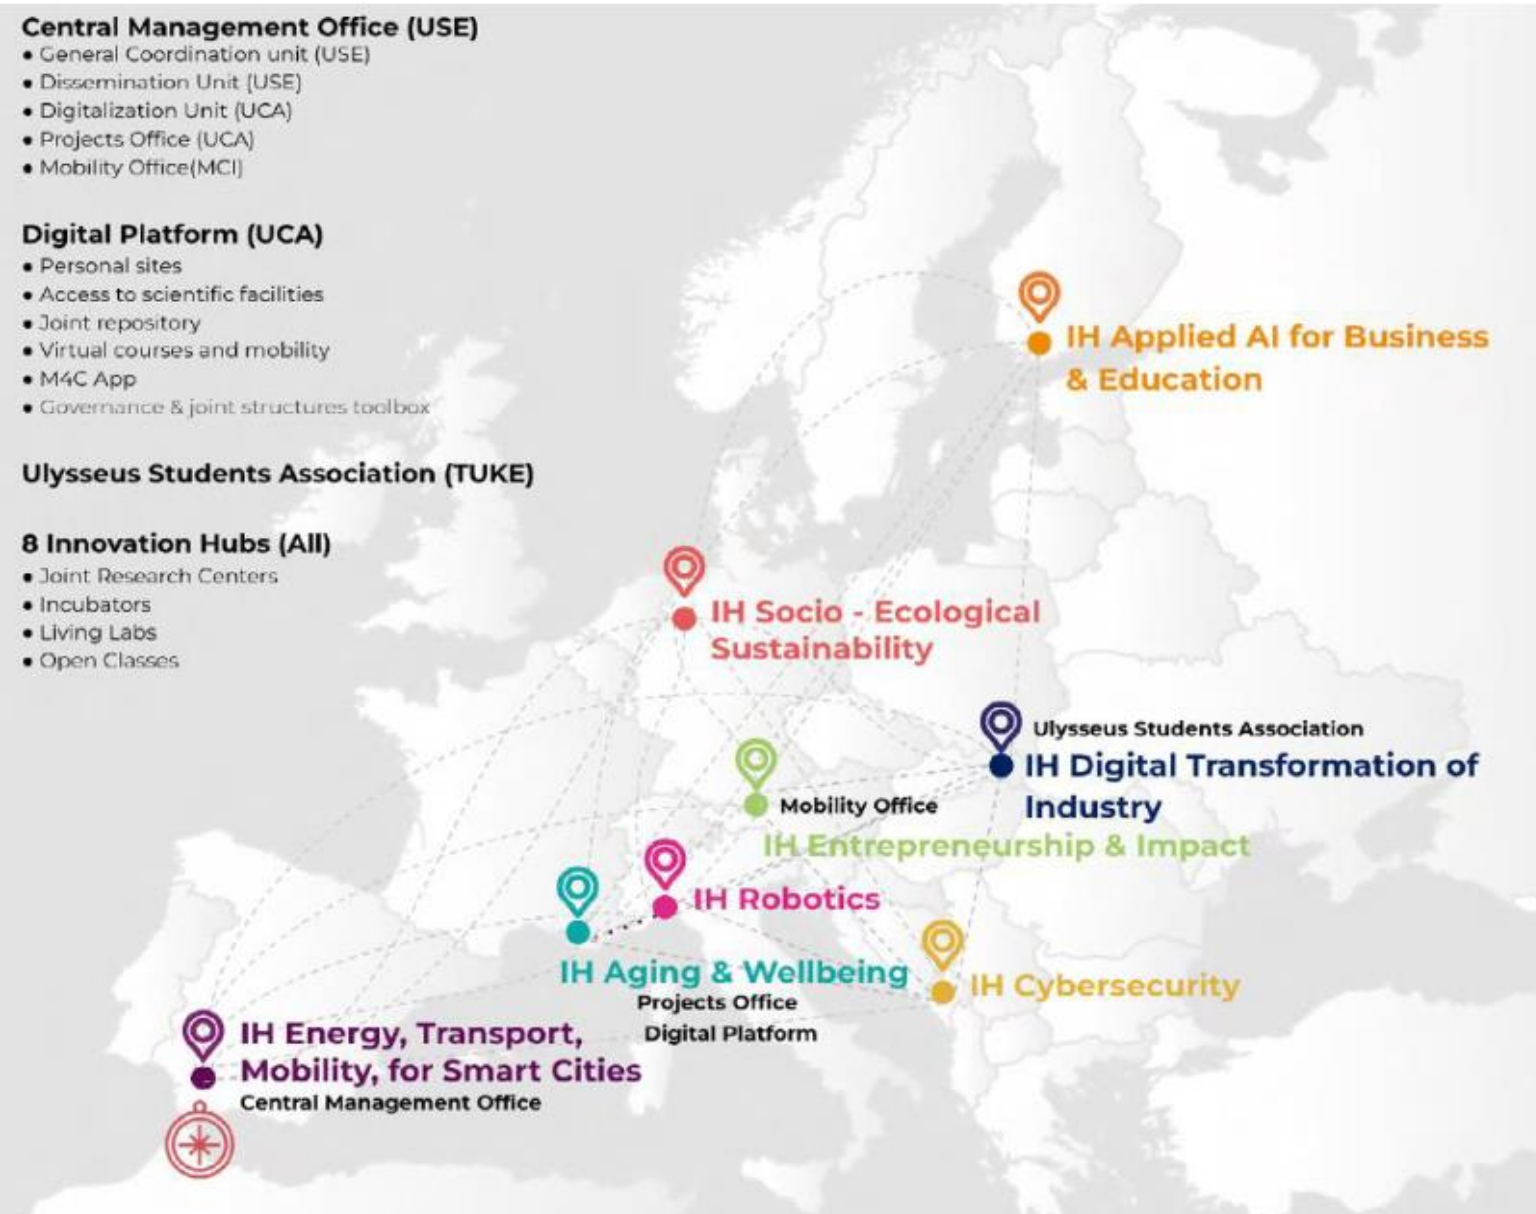 Central Management Office (USE)
• General Coordination unit (USE)
• Dissemination Unit (USE)
• Digitalization Unit (UCA)
• Projects Office (UCA)
• Mobility Office(MCI)
Digital Platform (UCA)
• Personal sites
• Access to scientific facilities
• Joint repository
• Virtual courses and mobility
• M4C App
• Governance & joint structures toolbox
Ulysseus Students Association (TUKE)
8 Innovation Hubs (All)
• Joint Research Centers
• Incubators
• Living Labs
• Open Classes
IH Applied AI for Business
& Education
IH Socio - Ecological
Sustainability
Ulysseus Students Association
IH Digital Transformation of
Industry
Mobility Office
IH Entrepreneurship & Impact
IH Robotics
IH Aging & Wellbeing
Projects Office
Digital Platform
IH Cybersecurity
IH Energy, Transport,
Mobility, for Smart Cities
Central Management Office